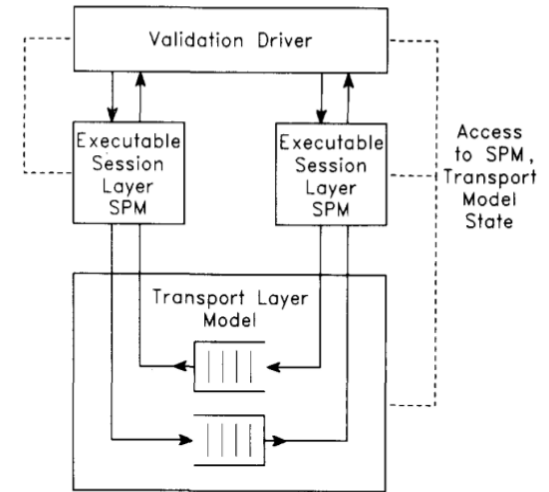 Validation Driver
Executable
Session
Layer
SPM
Executable
Session
Layer
SPM
Access
to SPM,
Transport
Model
State
Transport Layer
Model